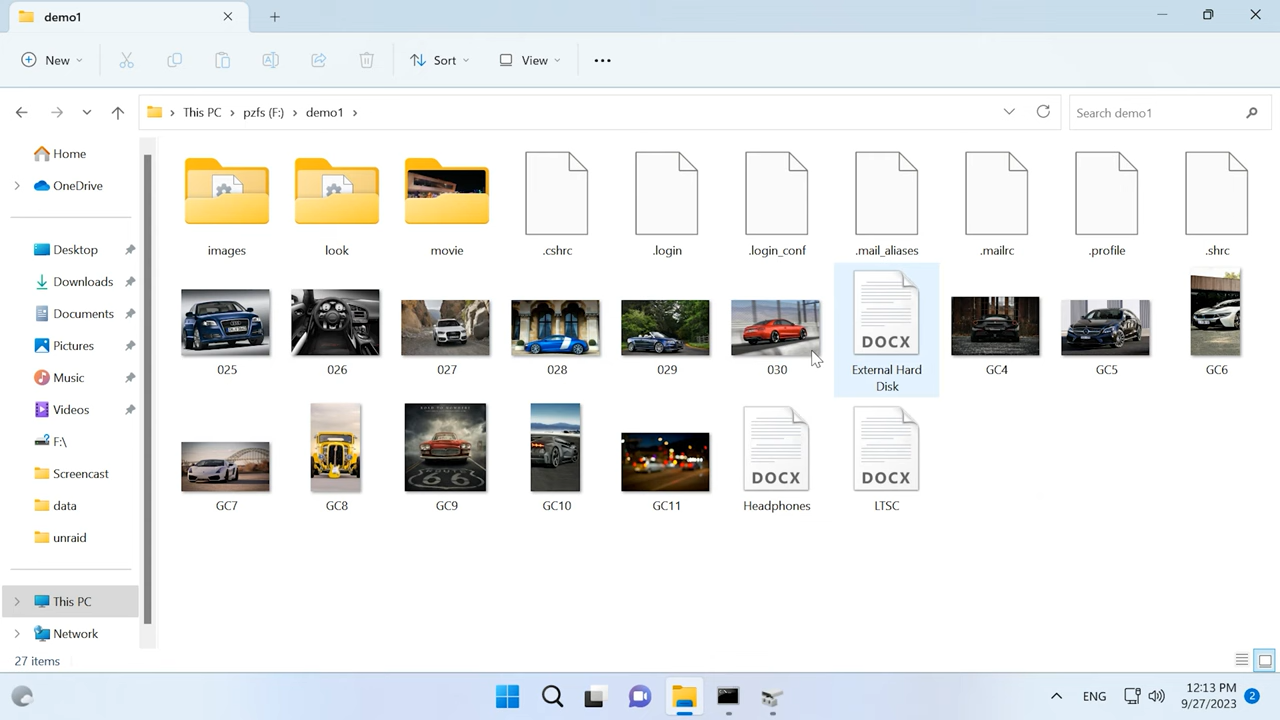 demo1
New
Sort
View
This PC
pzfs (F:)
demo1
Search demo1
Home
OneDrive
Desktop
Downloads
Documents
Pictures
Music
Videos
F:\
Screencast
data
unraid
This PC
Network
images
look
movie
.cshrc
.login
.login_conf
.mail_aliases
.mailrc
.profile
.shrc
025
026
027
028
029
030
DOCX
External Hard
Disk
GC4
GC5
GC6
GC7
GC8
66
GC9
GC10
GC11
DOCX
Headphones
DOCX
LTSC
27 items
ENG
12:13 PM
9/27/2023
2